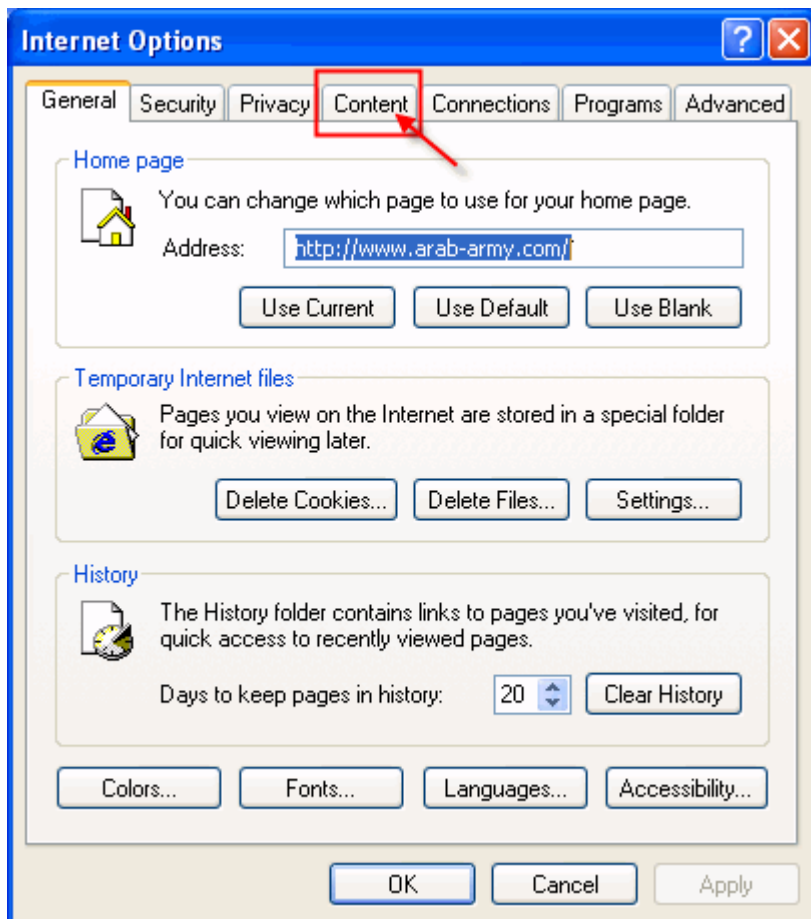 Internet Options
General Security Privacy Content Connections Programs Advanced
Home page
You can change which page to use for your home page.
Address: http://www.arab-army.com/
Use Current Use Default Use Blank
Temporary Internet files
Pages you view on the Internet are stored in a special folder
for quick viewing later.
Delete Cookies... Delete Files... Settings...
History
The History folder contains links to pages you've visited, for
quick access to recently viewed pages.
Days to keep pages in history: 20 Clear History
Colors... Fonts... Languages... Accessibility...
OK Cancel Apply